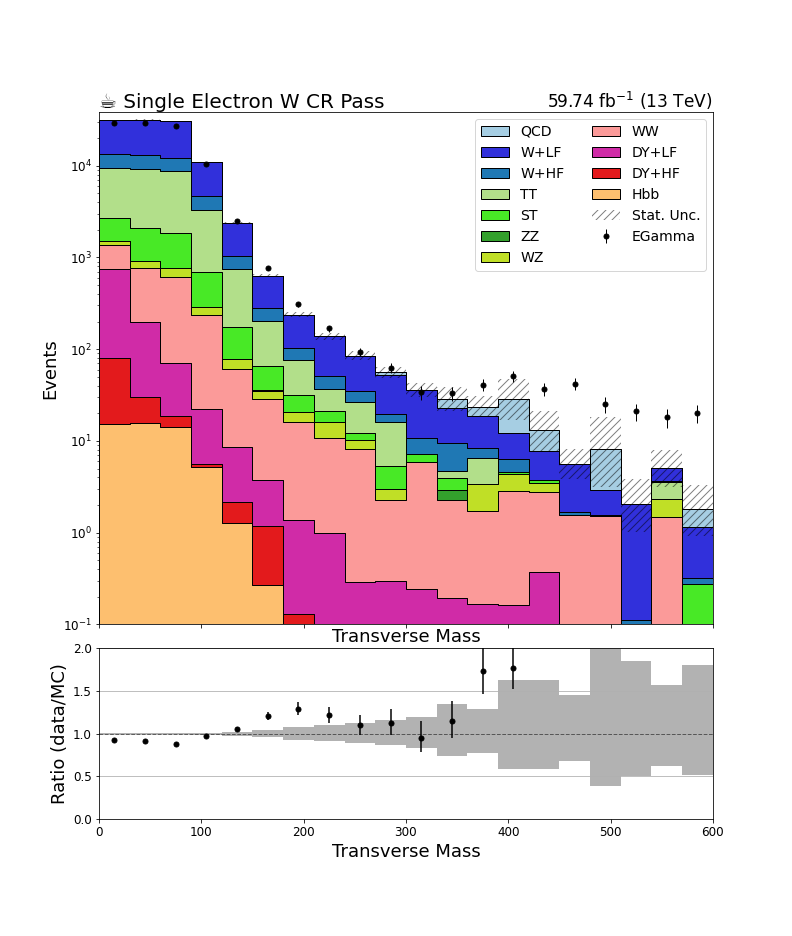 ☕ Single Electron W CR Pass
59.74 fb⁻¹ (13 TeV)
QCD
W+LF
W+HF
TT
ST
ZZ
WZ
WW
DY+LF
DY+HF
Hbb
Stat. Unc.
EGamma
Events
10⁴
10³
10²
10¹
10⁰
10⁻¹
Transverse Mass
Ratio (data/MC)
2.0
1.5
1.0
0.5
0.0
0 100 200 300 400 500 600
Transverse Mass